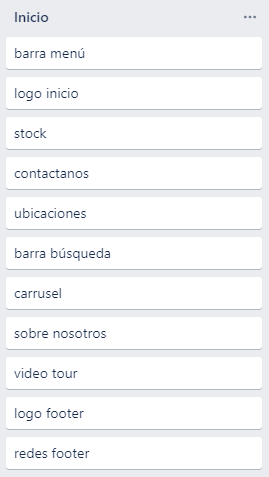 Inicio
barra menú
logo inicio
stock
contactanos
ubicaciones
barra búsqueda
carrusel
sobre nosotros
video tour
logo footer
redes footer